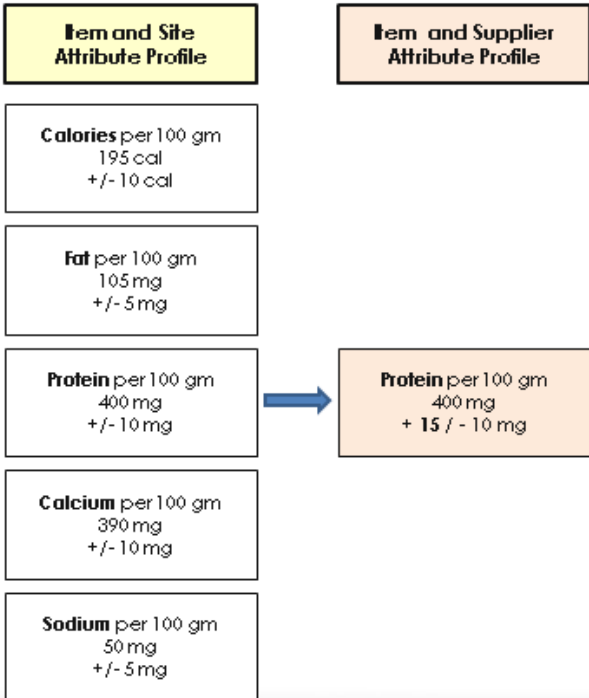 Item and Site
Attribute Profile
Item and Supplier
Attribute Profile
Calories per 100 gm
195 cal
+/- 10 cal
Fat per 100 gm
105 mg
+/- 5 mg
Protein per 100 gm
400 mg
+/- 10 mg
Protein per 100 gm
400 mg
+ 15 / - 10 mg
Calcium per 100 gm
390 mg
+/- 10 mg
Sodium per 100 gm
50 mg
+/- 5 mg